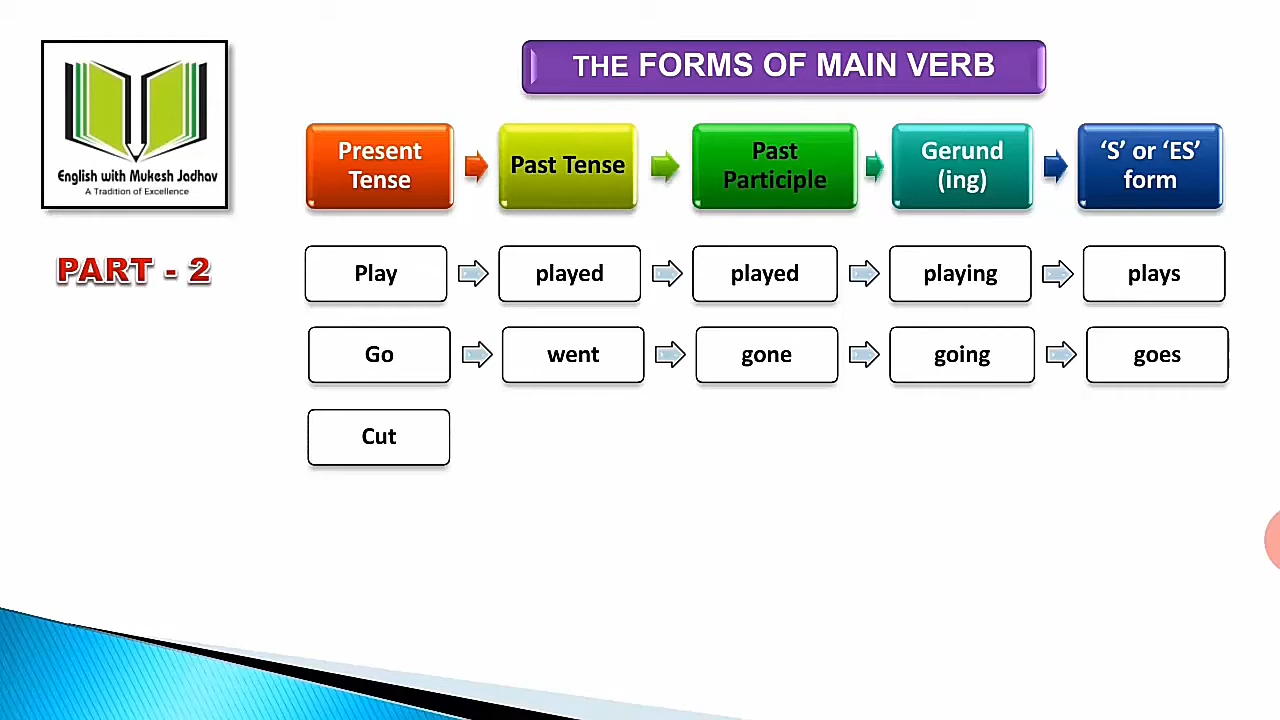 THE FORMS OF MAIN VERB
English with Mukesh Jadhav
A Tradition of Excellence
PART - 2
Present
Tense
Past Tense
Past
Participle
Gerund
(ing)
‘S’ or ‘ES’
form
Play
played
played
playing
plays
Go
went
gone
going
goes
Cut